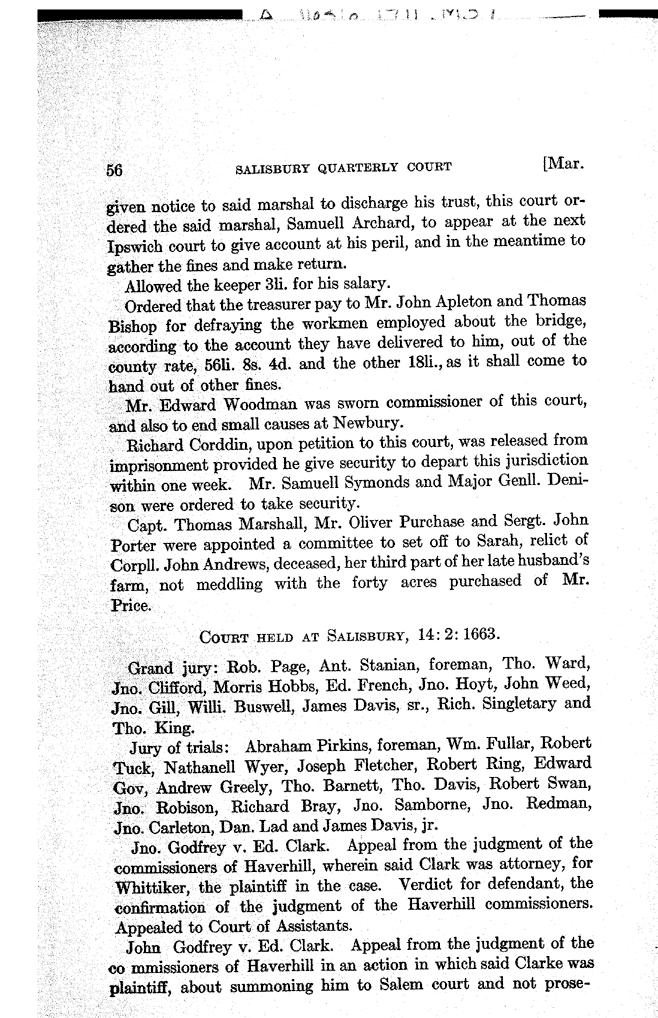 56 SALISBURY QUARTERLY COURT [Mar.
given notice to said marshal to discharge his trust, this court or-
dered the said marshal, Samuell Archard, to appear at the next
Ipswich court to give account at his peril, and in the meantime to
gather the fines and make return.
Allowed the keeper 3li. for his salary.
Ordered that the treasurer pay to Mr. John Apleton and Thomas
Bishop for defraying the workmen employed about the bridge,
according to the account they have delivered to him, out of the
county rate, 56li. 8s. 4d. and the other 18li., as it shall come to
hand out of other fines.
Mr. Edward Woodman was sworn commissioner of this court,
and also to end small causes at Newbury.
Richard Corddin, upon petition to this court, was released from
imprisonment provided he give security to depart this jurisdiction
within one week. Mr. Samuell Symonds and Major Genll. Deni-
son were ordered to take security.
Capt. Thomas Marshall, Mr. Oliver Purchase and Sergt. John
Porter were appointed a committee to set off to Sarah, relict of
Corpll. John Andrews, deceased, her third part of her late husband's
farm, not meddling with the forty acres purchased of Mr.
Price.
COURT HELD AT SALISBURY, 14: 2: 1663.
Grand jury: Rob. Page, Ant. Stanian, foreman, Tho. Ward,
Jno. Clifford, Morris Hobbs, Ed. French, Jno. Hoyt, John Weed,
Jno. Gill, Willi. Buswell, James Davis, sr., Rich. Singletary and
Tho. King.
Jury of trials: Abraham Pirkins, foreman, Wm. Fullar, Robert
Tuck, Nathanell Wyer, Joseph Fletcher, Robert Ring, Edward
Gov, Andrew Greely, Tho. Barnett, Tho. Davis, Robert Swan,
Jno. Robison, Richard Bray, Jno. Samborne, Jno. Redman,
Jno. Carleton, Dan. Lad and James Davis, jr.
Jno. Godfrey v. Ed. Clark. Appeal from the judgment of the
commissioners of Haverhill, wherein said Clark was attorney, for
Whittiker, the plaintiff in the case. Verdict for defendant, the
confirmation of the judgment of the Haverhill commissioners.
Appealed to Court of Assistants.
John Godfrey v. Ed. Clark. Appeal from the judgment of the
co mmissioners of Haverhill in an action in which said Clarke was
plaintiff, about summoning him to Salem court and not prose-